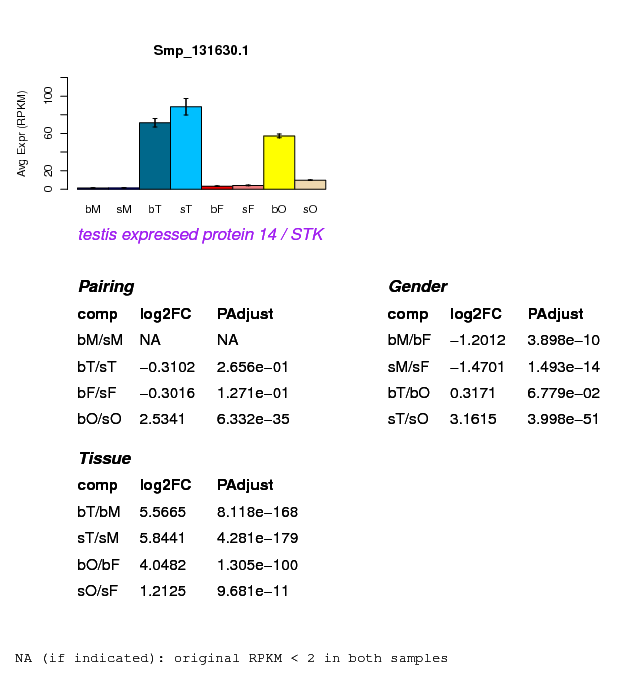 Smp_131630.1
Avg Expr (RPKM)
0 20 60 100
bM sM bT sT bF sF bO sO
testis expressed protein 14 / STK
Pairing
comp log2FC PAdjust
bM/sM NA NA
bT/sT −0.3102 2.656e−01
bF/sF −0.3016 1.271e−01
bO/sO 2.5341 6.332e−35
Gender
comp log2FC PAdjust
bM/bF −1.2012 3.898e−10
sM/sF −1.4701 1.493e−14
bT/bO 0.3171 6.779e−02
sT/sO 3.1615 3.998e−51
Tissue
comp log2FC PAdjust
bT/bM 5.5665 8.118e−168
sT/sM 5.8441 4.281e−179
bO/bF 4.0482 1.305e−100
sO/sF 1.2125 9.681e−11
NA (if indicated): original RPKM < 2 in both samples